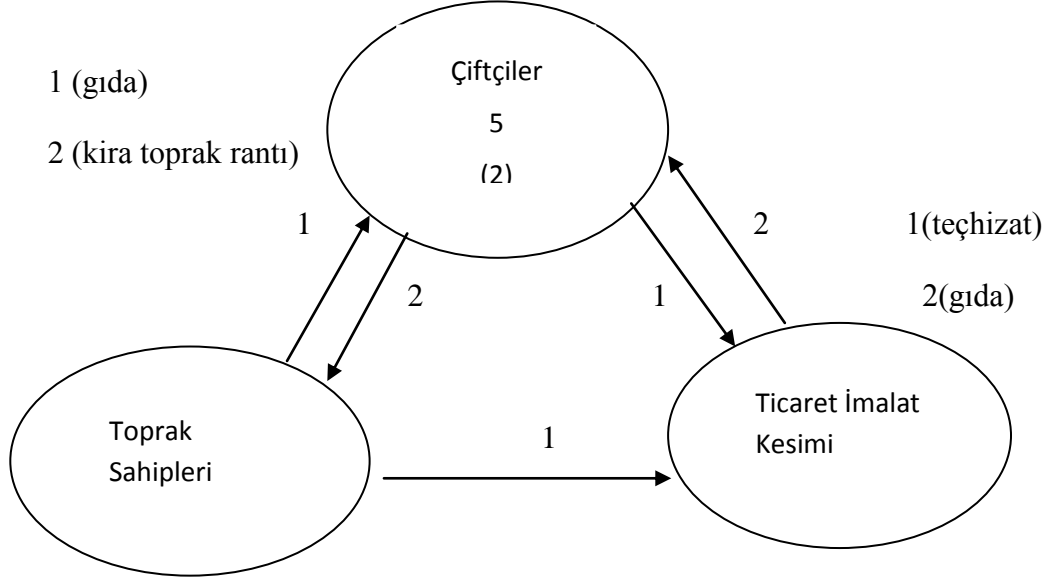 Çiftçiler
5
(2)
1 (gıda)
2 (kira toprak rantı)
1
2
2
1
1(teçhizat)
2(gıda)
Toprak
Sahipleri
1
Ticaret İmalat
Kesimi